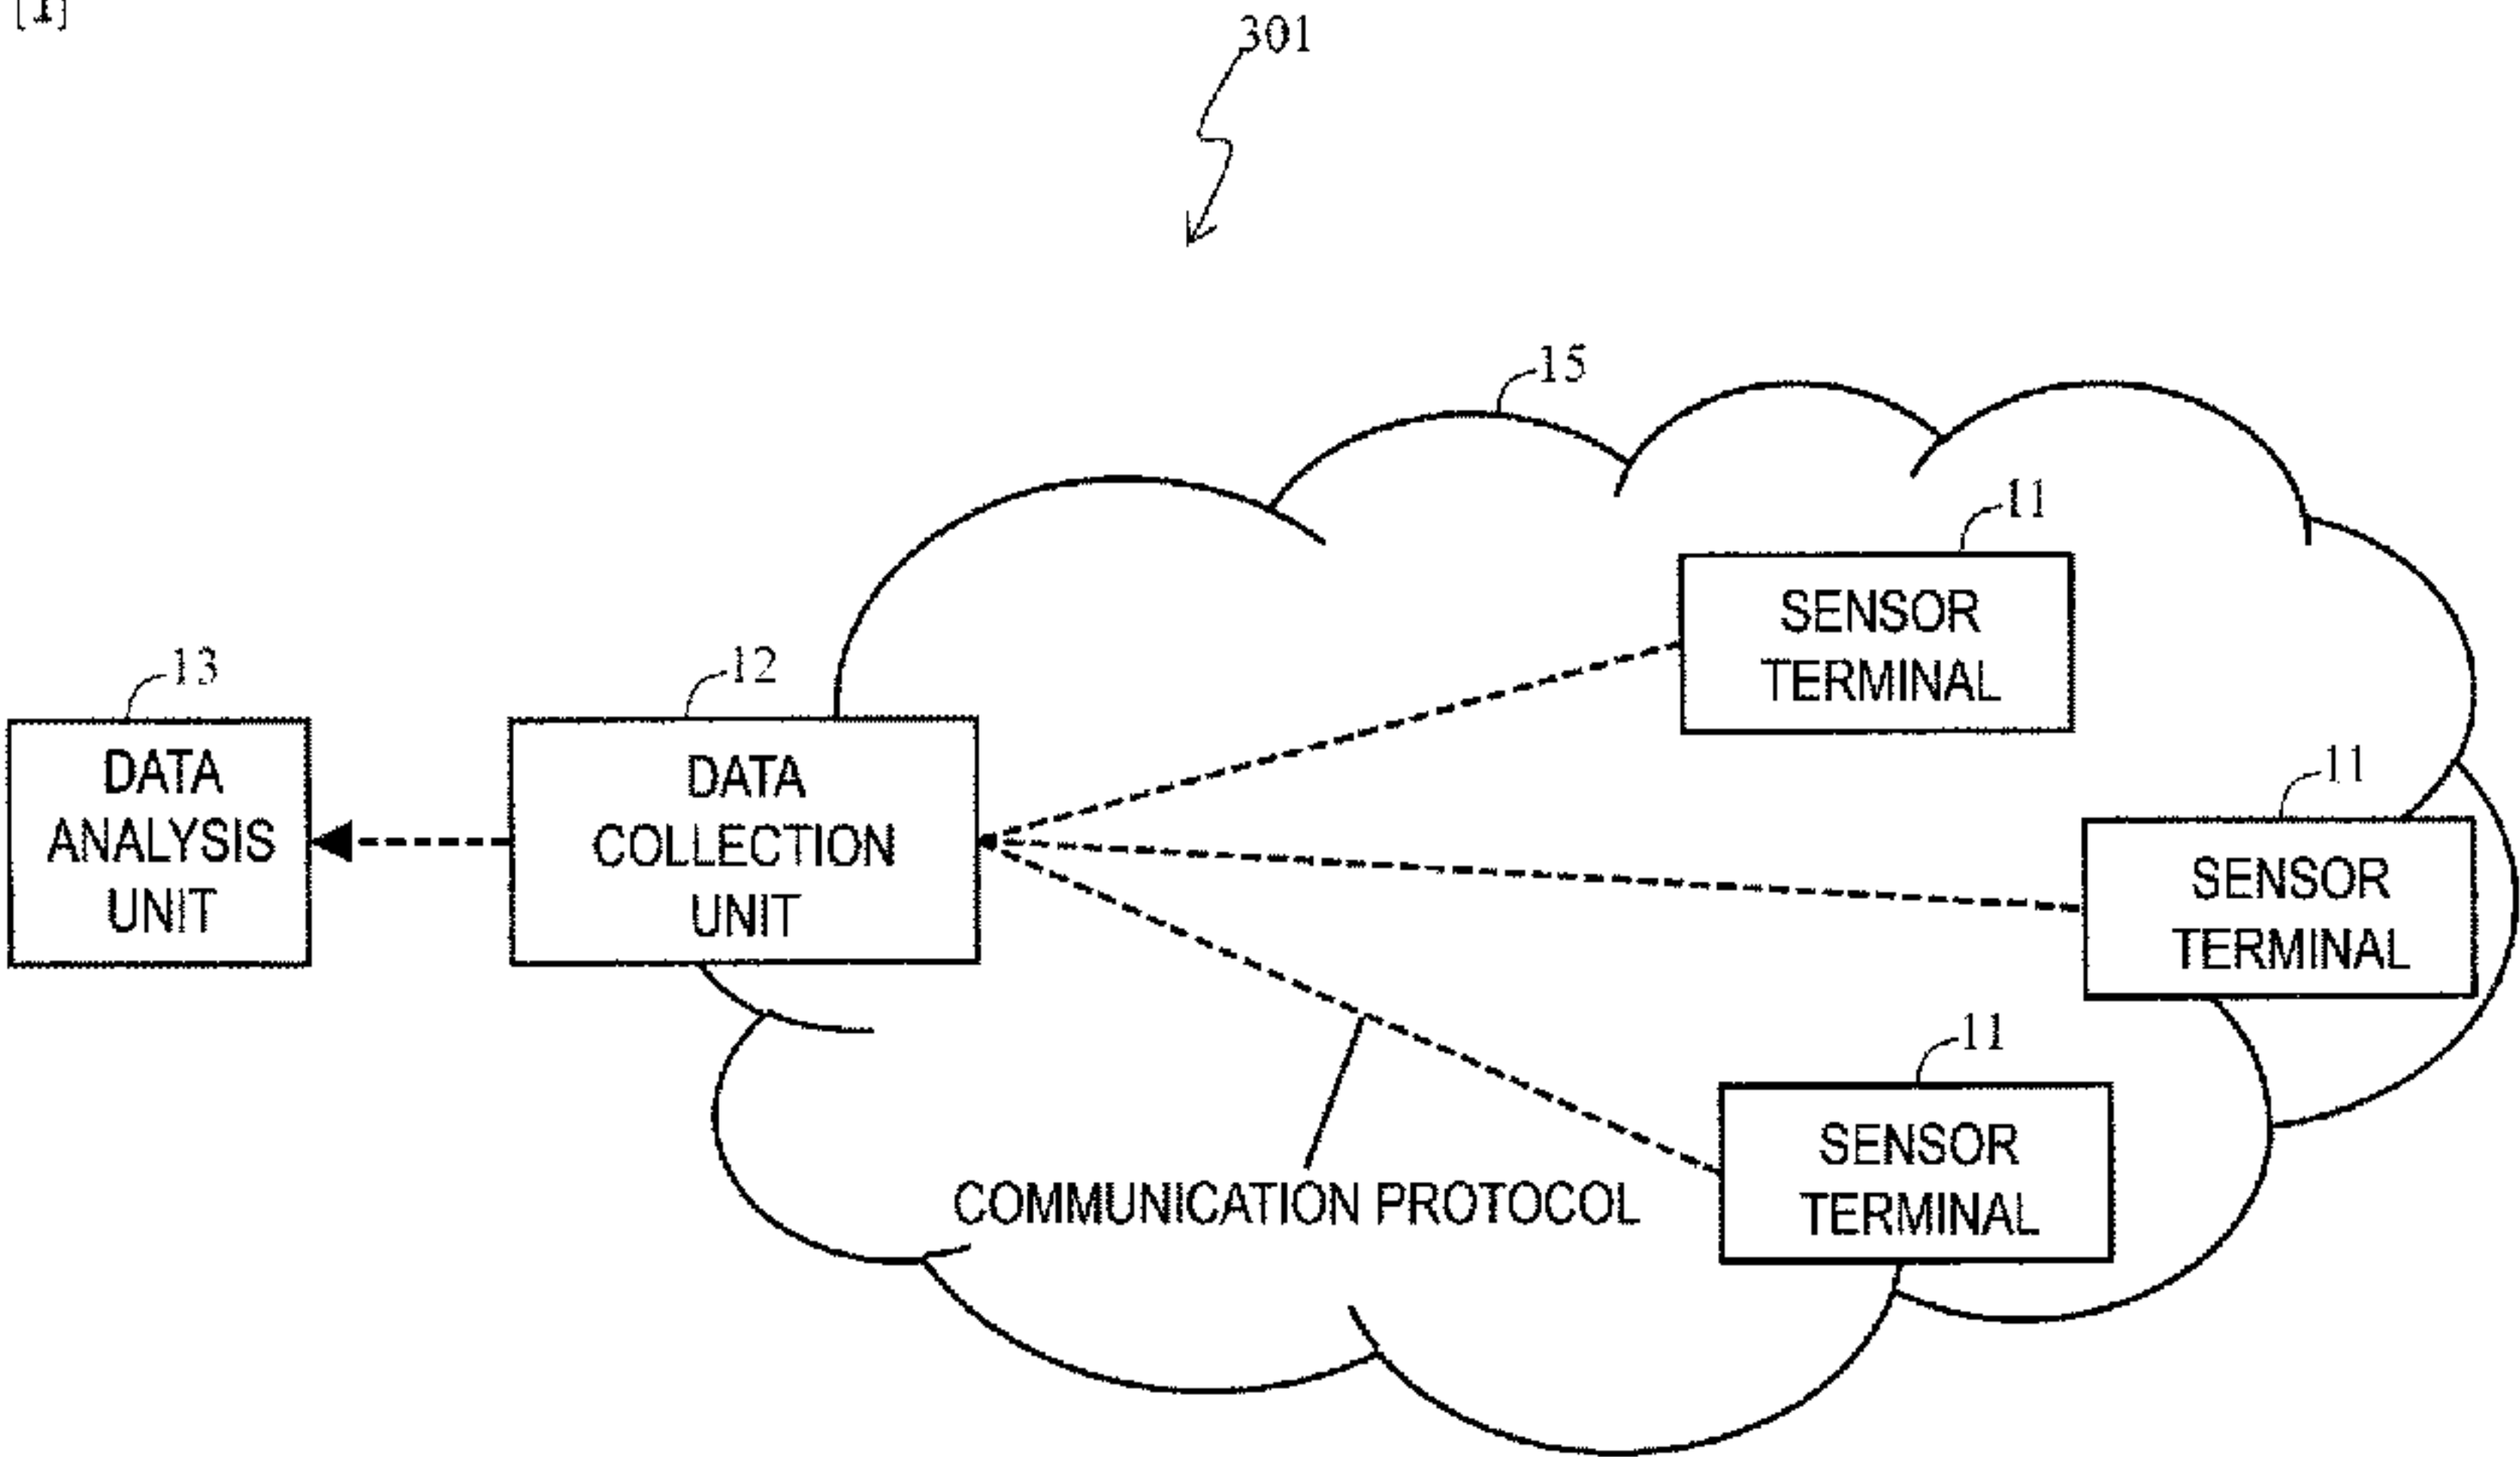 [1]
301
15
11
SENSOR
TERMINAL
13
12
DATA
ANALYSIS
UNIT
DATA
COLLECTION
UNIT
11
SENSOR
TERMINAL
11
SENSOR
TERMINAL
COMMUNICATION PROTOCOL